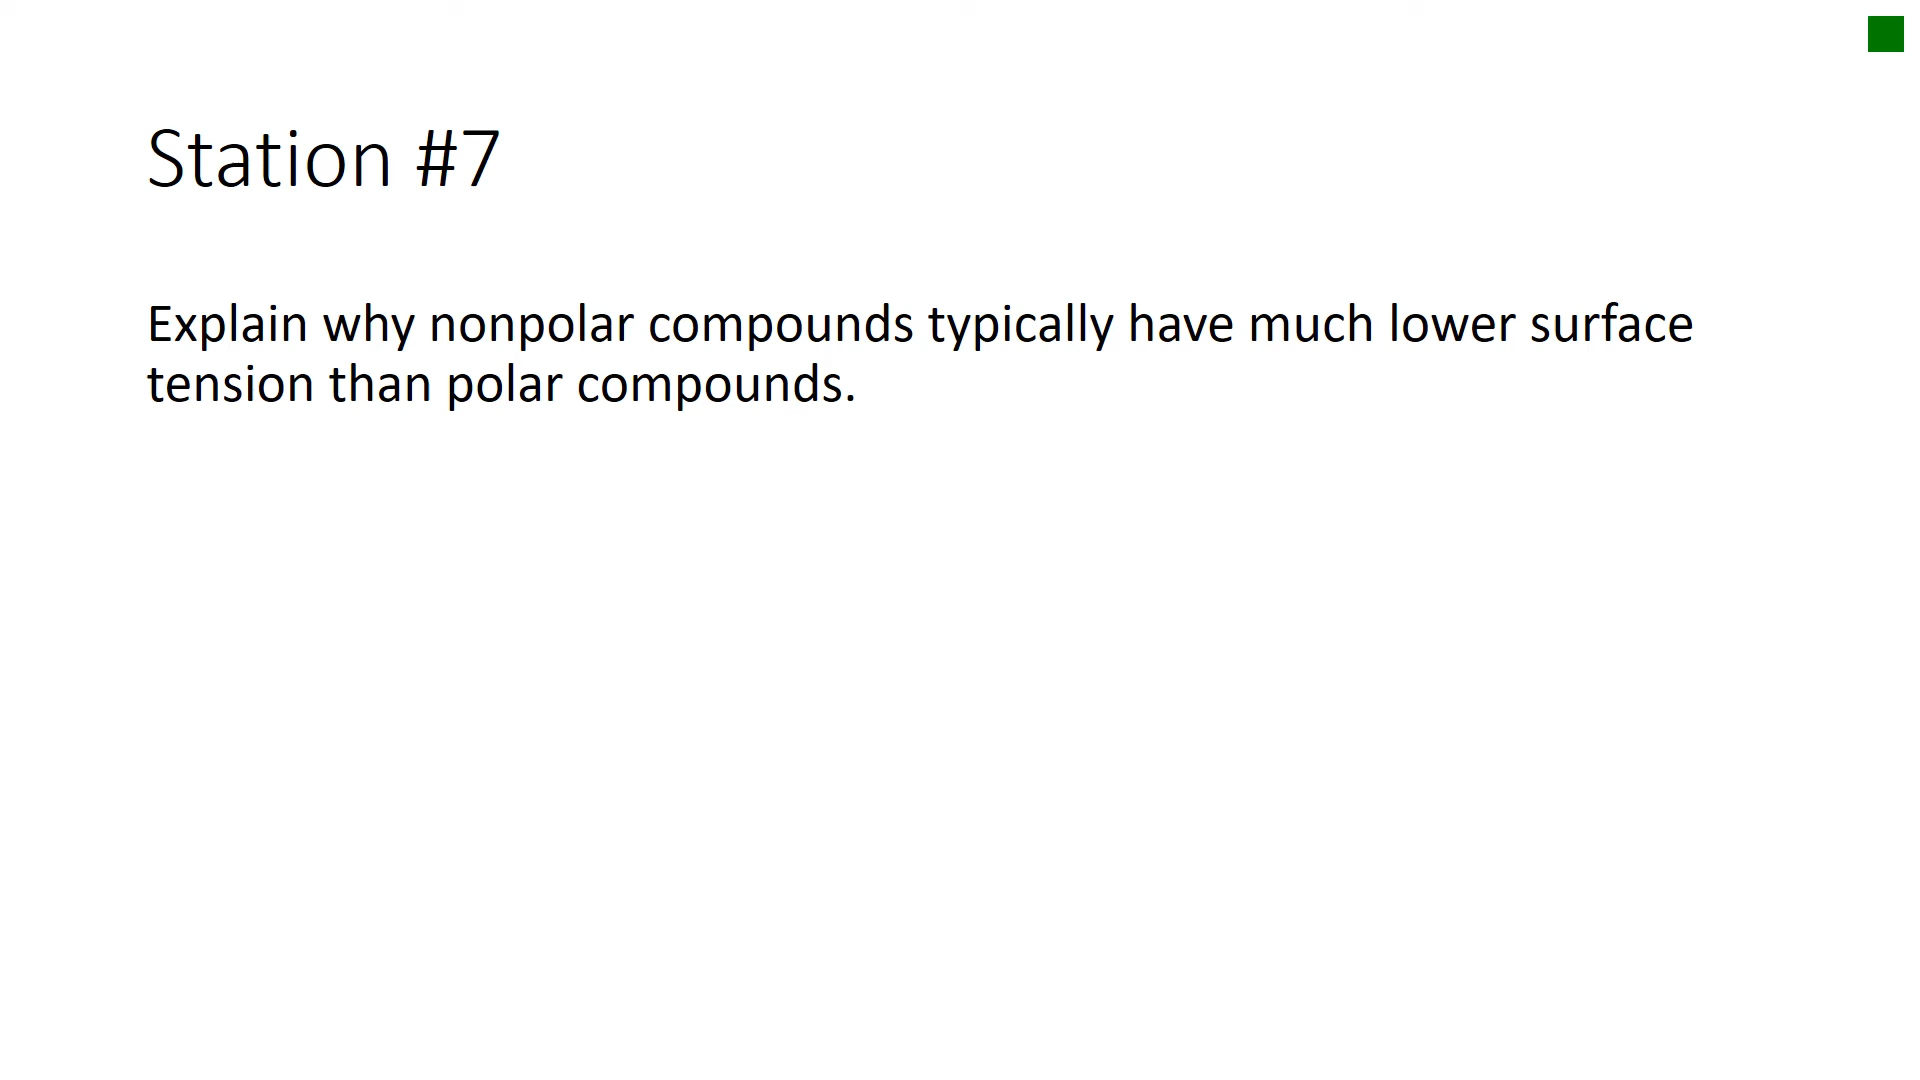 Station #7
Explain why nonpolar compounds typically have much lower surface
tension than polar compounds.